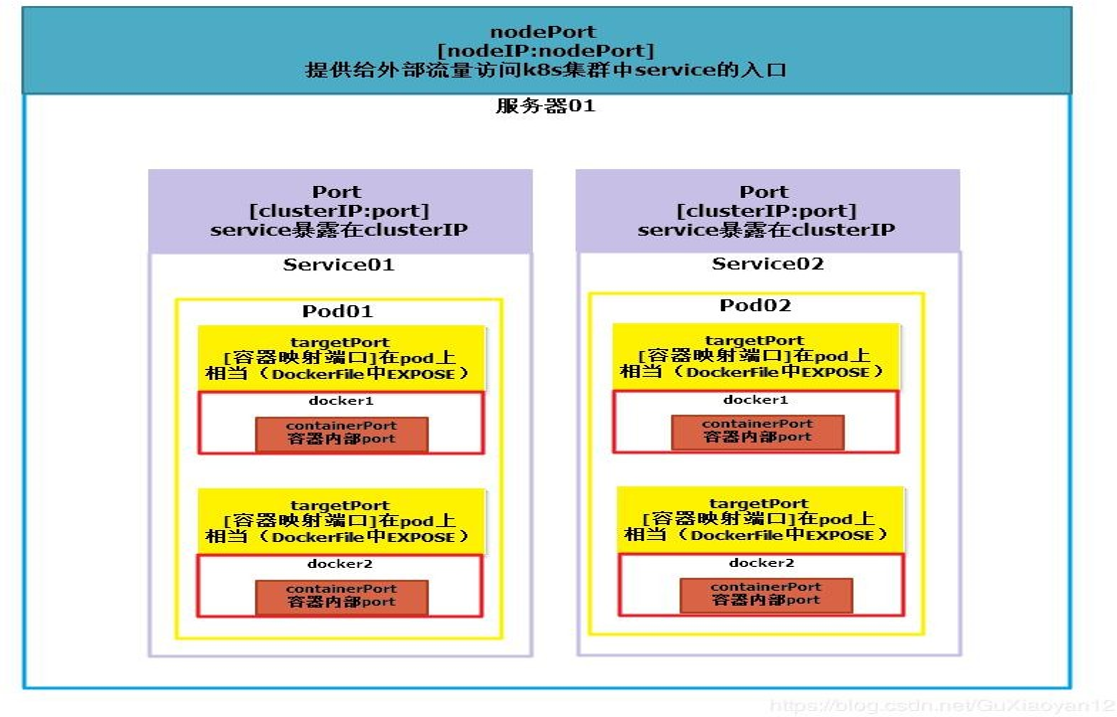 nodePort
[nodeIP:nodePort]
提供给外部流量访问k8s集群中service的入口
服务器01
Port
[clusterIP:port]
service暴露在clusterIP
Service01
Pod01
targetPort
[容器映射端口]在pod上
相当（DockerFile中EXPOSE）
docker1
containerPort
容器内部port
targetPort
[容器映射端口]在pod上
相当（DockerFile中EXPOSE）
docker2
containerPort
容器内部port
Port
[clusterIP:port]
service暴露在clusterIP
Service02
Pod02
targetPort
[容器映射端口]在pod上
相当（DockerFile中EXPOSE）
docker1
containerPort
容器内部port
targetPort
[容器映射端口]在pod上
相当（DockerFile中EXPOSE）
docker2
containerPort
容器内部port
https://blog.csdn.net/GuXiaoyan12